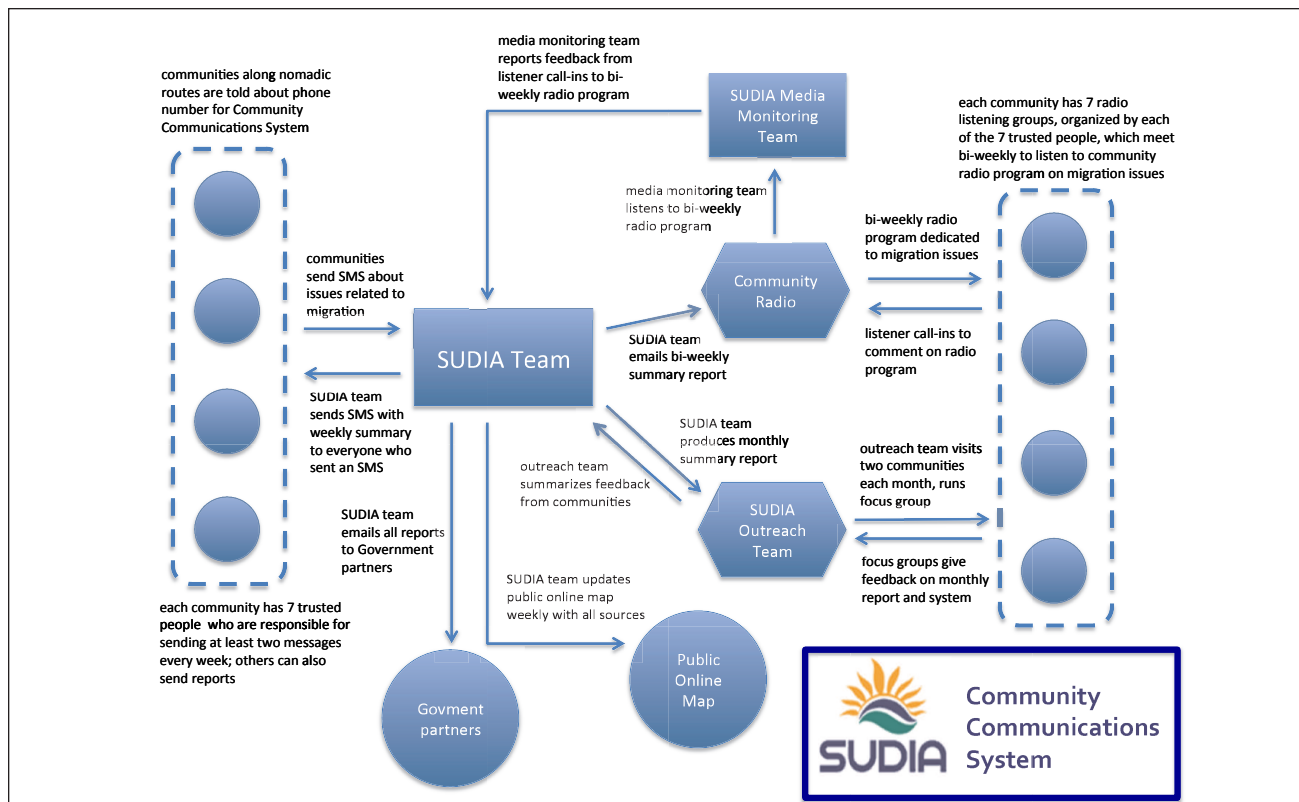 media monitoring team
reports feedback from
listener call-ins to bi-
weekly radio program
communities along nomadic
routes are told about phone
number for Community
Communications System
SUDIA Media
Monitoring
Team
each community has 7 radio
listening groups, organized by each
of the 7 trusted people, which meet
bi-weekly to listen to community
radio program on migration issues
media monitoring team
listens to bi-weekly
radio program
bi-weekly radio
program dedicated
to migration issues
communities
send SMS about
issues related to
migration
Community
Radio
SUDIA Team
SUDIA team
emails bi-weekly
summary report
listener call-ins to
comment on radio
program
SUDIA team
sends SMS with
weekly summary
to everyone who
sent an SMS
SUDIA team
produces monthly
summary report
outreach team
summarizes feedback
from communities
outreach team visits
two communities
each month, runs
focus group
SUDIA
Outreach
Team
SUDIA team
emails all reports
to Government
partners
focus groups give
feedback on monthly
report and system
SUDIA team updates
public online map
weekly with all sources
each community has 7 trusted
people who are responsible for
sending at least two messages
every week; others can also
send reports
Public
Online
Map
Govment
partners
SUDIA
Community
Communications
System